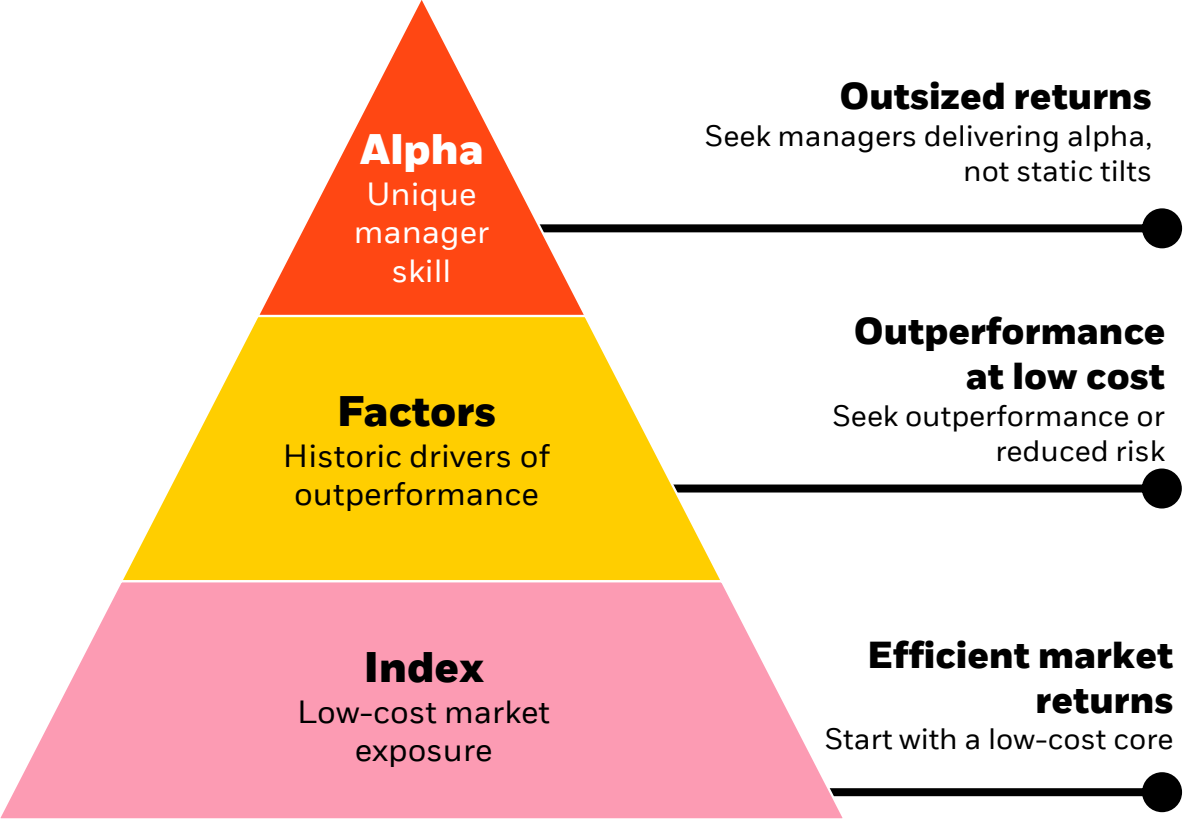 Alpha
Unique
manager
skill
Outsized returns
Seek managers delivering alpha,
not static tilts
Factors
Historic drivers of
outperformance
Outperformance
at low cost
Seek outperformance or
reduced risk
Index
Low-cost market
exposure
Efficient market
returns
Start with a low-cost core